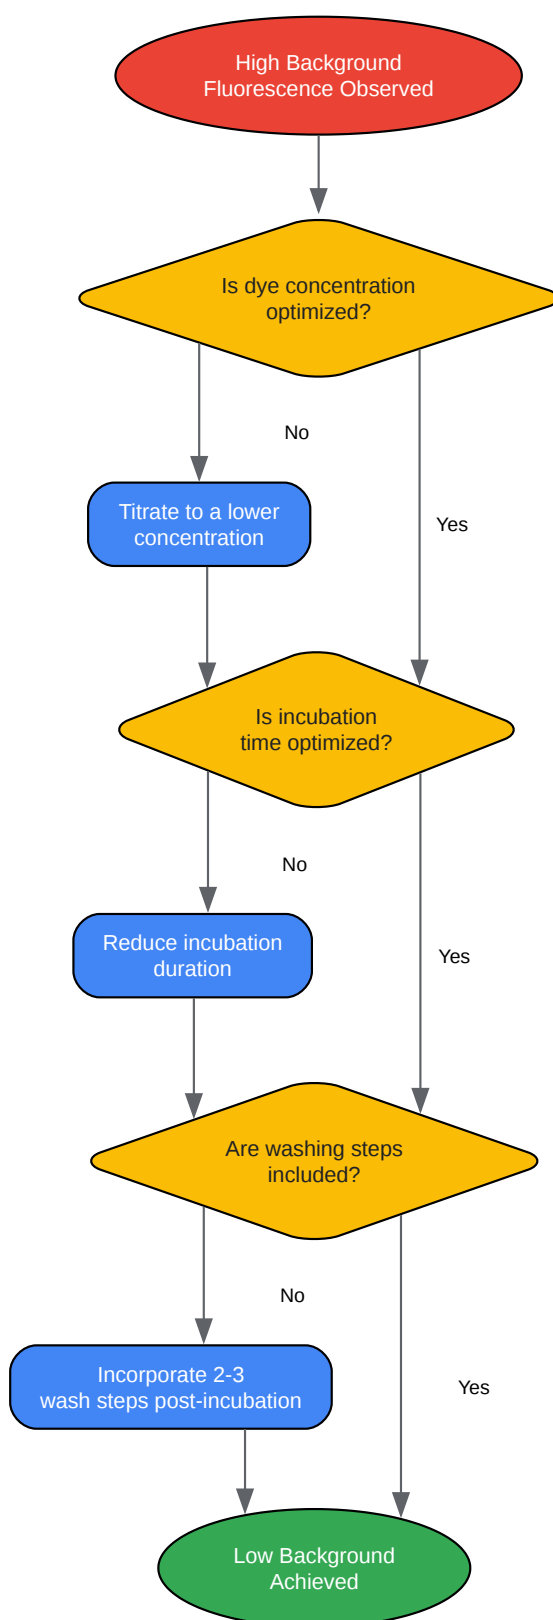 High Background
Fluorescence Observed
Is dye concentration
optimized?
No
Titrate to a lower
concentration
Yes
Is incubation
time optimized?
No
Reduce incubation
duration
Yes
Are washing steps
included?
No
Incorporate 2-3
wash steps post-incubation
Yes
Low Background
Achieved